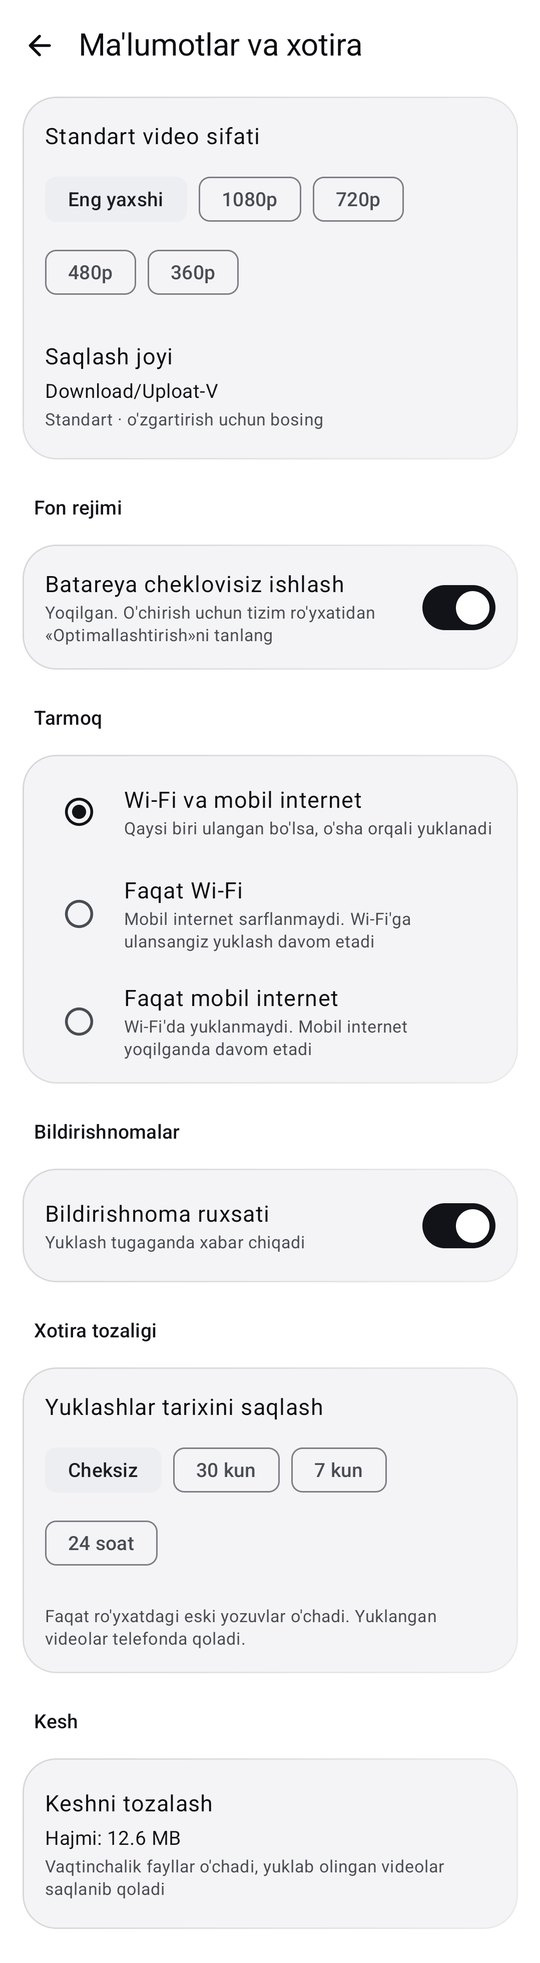 Ma'lumotlar va xotira
Standart video sifati
Eng yaxshi 1080p 720p
480p 360p
Saqlash joyi
Download/Uploat-V
Standart · o'zgartirish uchun bosing
Fon rejimi
Batareya cheklovisiz ishlash
Yoqilgan. O'chirish uchun tizim ro'yxatidan
«Optimallashtirish»ni tanlang
Tarmoq
Wi-Fi va mobil internet
Qaysi biri ulangan bo'lsa, o'sha orqali yuklanadi
Faqat Wi-Fi
Mobil internet sarflanmaydi. Wi-Fi'ga
ulansangiz yuklash davom etadi
Faqat mobil internet
Wi-Fi'da yuklanmaydi. Mobil internet
yoqilganda davom etadi
Bildirishnomalar
Bildirishnoma ruxsati
Yuklash tugaganda xabar chiqadi
Xotira tozaligi
Yuklashlar tarixini saqlash
Cheksiz 30 kun 7 kun
24 soat
Faqat ro'yxatdagi eski yozuvlar o'chadi. Yuklangan
videolar telefonda qoladi.
Kesh
Keshni tozalash
Hajmi: 12.6 MB
Vaqtinchalik fayllar o'chadi, yuklab olingan videolar
saqlanib qoladi